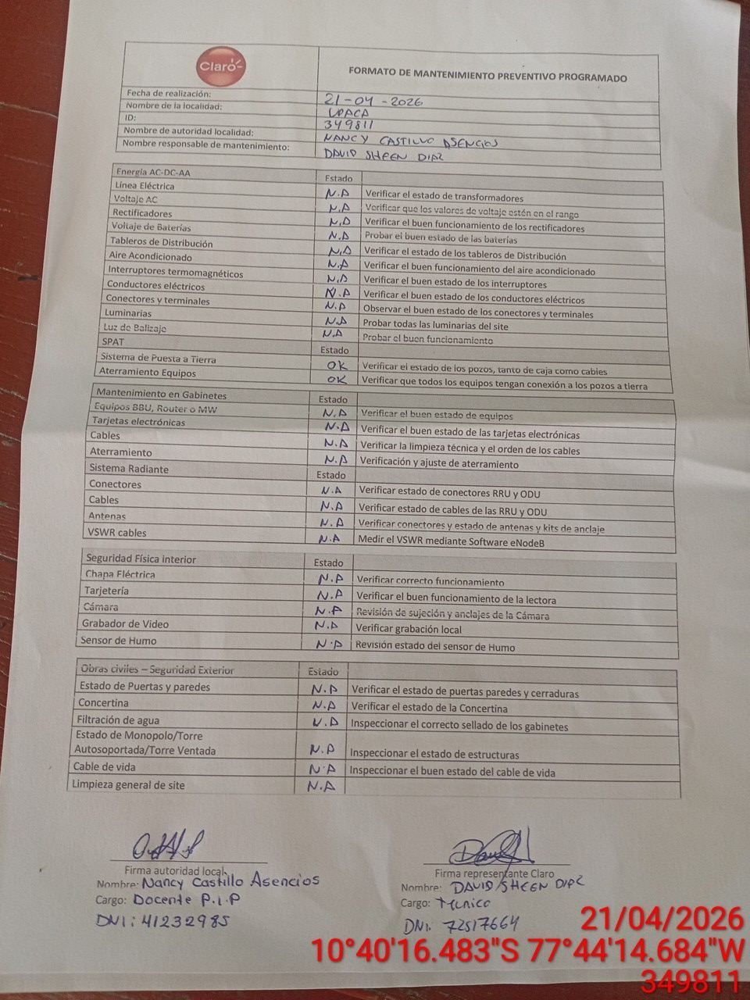 Claro
FORMATO DE MANTENIMIENTO PREVENTIVO PROGRAMADO
Fecha de realización: 21-04-2026
Nombre de la localidad: UPACA
ID: 349811
Nombre de autoridad localidad: NANCY CASTILLO ASENCIOS
Nombre responsable de mantenimiento: DAVID SHEEN DIAZ
Energía AC-DC-AA Estado
Línea Eléctrica N.A Verificar el estado de transformadores
Voltaje AC N.A Verificar que los valores de voltaje estén en el rango
Rectificadores N.A Verificar el buen funcionamiento de los rectificadores
Voltaje de Baterías N.A Probar el buen estado de las baterías
Tableros de Distribución N.A Verificar el estado de los tableros de Distribución
Aire Acondicionado N.A Verificar el buen funcionamiento del aire acondicionado
Interruptores termomagnéticos N.A Verificar el buen estado de los interruptores
Conductores eléctricos N.A Verificar el buen estado de los conductores eléctricos
Conectores y terminales N.A Observar el buen estado de los conectores y terminales
Luminarias N.A Probar todas las luminarias del site
Luz de Balizaje N.A Probar el buen funcionamiento
SPAT Estado
Sistema de Puesta a Tierra OK Verificar el estado de los pozos, tanto de caja como cables
Aterramiento Equipos OK Verificar que todos los equipos tengan conexión a los pozos a tierra
Mantenimiento en Gabinetes Estado
Equipos BBU, Router o MW N.A Verificar el buen estado de equipos
Tarjetas electrónicas N.A Verificar el buen estado de las tarjetas electrónicas
Cables N.A Verificar la limpieza técnica y el orden de los cables
Aterramiento N.A Verificación y ajuste de aterramiento
Sistema Radiante Estado
Conectores N.A Verificar estado de conectores RRU y ODU
Cables N.A Verificar estado de cables de las RRU y ODU
Antenas N.A Verificar conectores y estado de antenas y kits de anclaje
VSWR cables N.A Medir el VSWR mediante Software eNodeB
Seguridad Física interior Estado
Chapa Eléctrica N.A Verificar correcto funcionamiento
Tarjetería N.A Verificar el buen funcionamiento de la lectora
Cámara N.A Revisión de sujeción y anclajes de la Cámara
Grabador de Video N.A Verificar grabación local
Sensor de Humo N.A Revisión estado del sensor de Humo
Obras civiles – Seguridad Exterior Estado
Estado de Puertas y paredes N.A Verificar el estado de puertas paredes y cerraduras
Concertina N.A Verificar el estado de la Concertina
Filtración de agua N.A Inspeccionar el correcto sellado de los gabinetes
Estado de Monopolo/Torre
Autosoportada/Torre Ventada N.A Inspeccionar el estado de estructuras
Cable de vida N.A Inspeccionar el buen estado del cable de vida
Limpieza general de site N.A
Firma autoridad local
Nombre: Nancy Castillo Asencios
Cargo: Docente P.I.P
DNI: 41232985
Firma representante Claro
Nombre: DAVID SHEEN DIAZ
Cargo: Técnico
DNI: 72517664
21/04/2026
10°40'16.483"S 77°44'14.684"W
349811